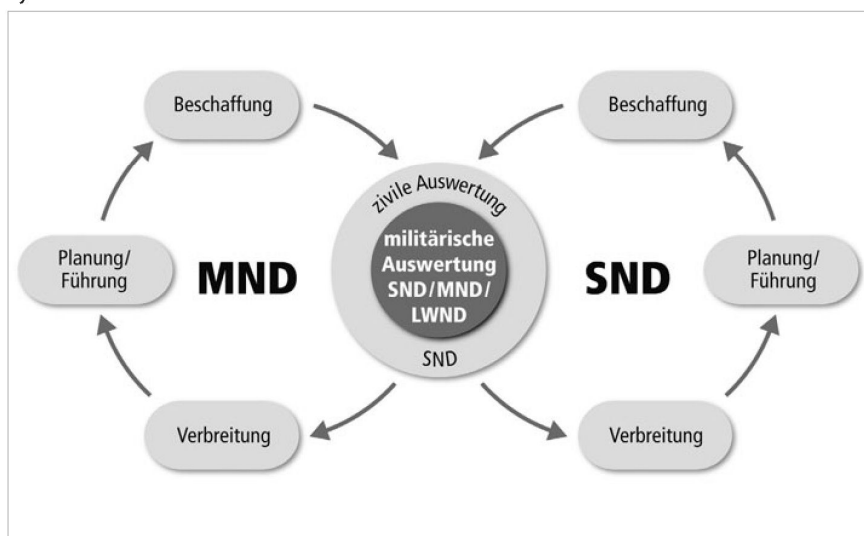 Beschaffung
Beschaffung
zivile Auswertung
militärische
Auswertung
SND/MND/
LWND
SND
Planung/
Führung
MND
SND
Planung/
Führung
Verbreitung
Verbreitung